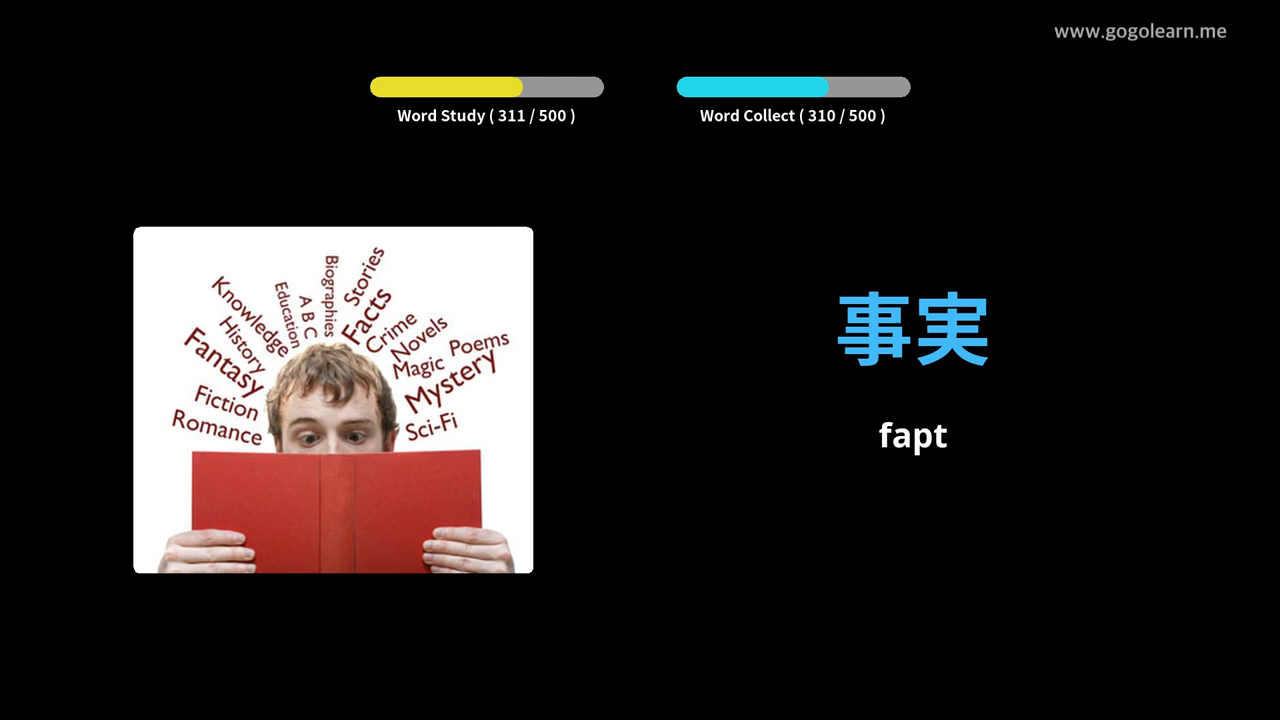 www.gogolearn.me
Word Study ( 311 / 500 )
Word Collect ( 310 / 500 )
Romance
Fiction
Fantasy
History
Knowledge
Education
A B C
Biographies
Stories
Facts
Crime
Novels
Magic
Poems
Mystery
Sci-Fi
事実
fapt